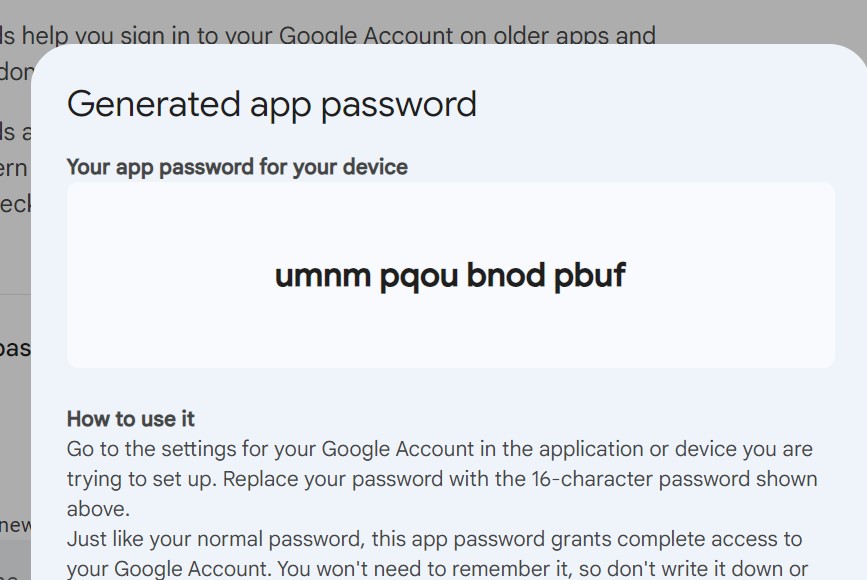 ls help you sign in to your Google Account on older apps and
don
Generated app password
ls a
Your app password for your device
ern
eck
umnm pqou bnod pbuf
pas
How to use it
Go to the settings for your Google Account in the application or device you are
trying to set up. Replace your password with the 16-character password shown
above.
new
Just like your normal password, this app password grants complete access to
your Google Account. You won't need to remember it, so don't write it down or